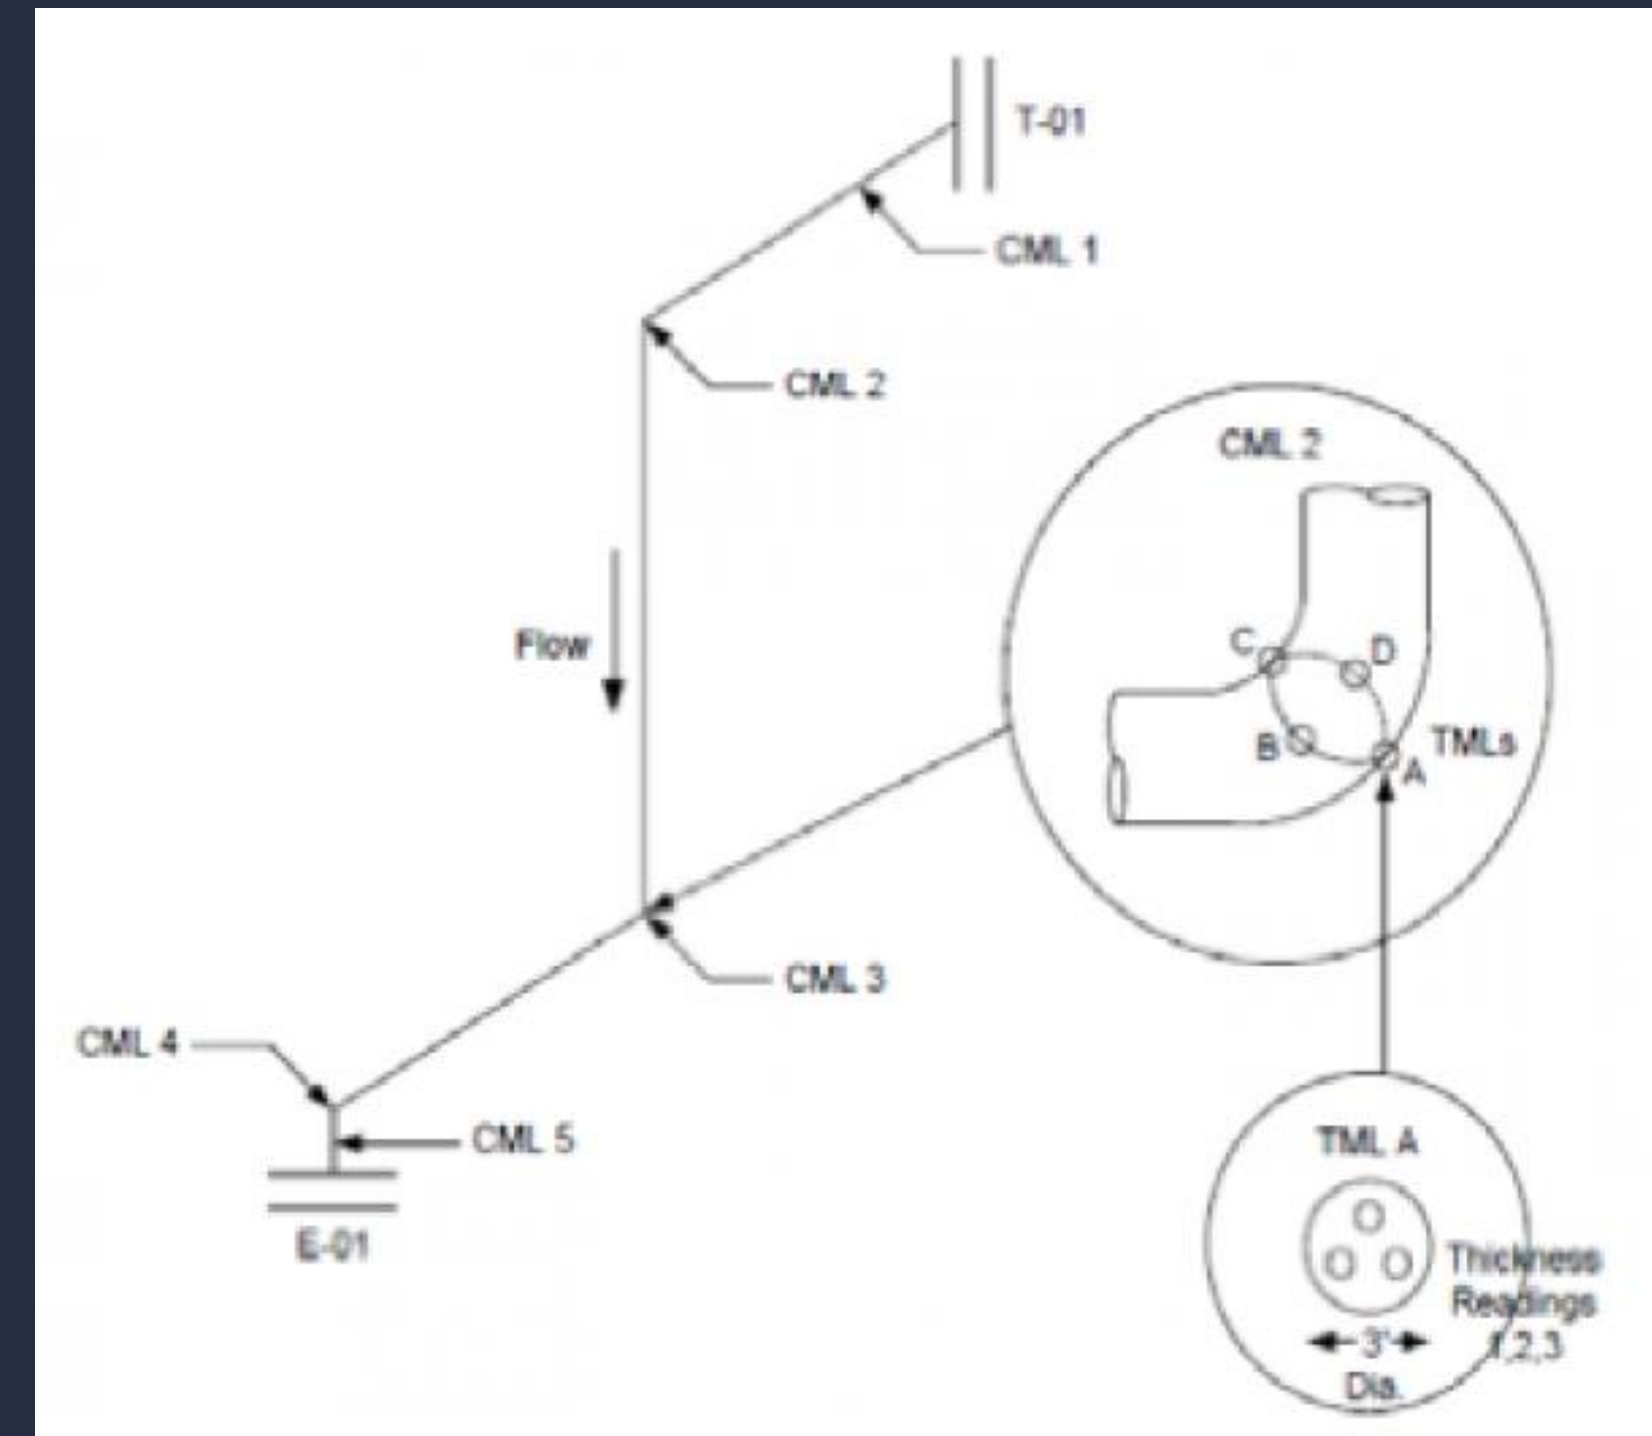 T-01
CML 1
CML 2
CML 2
C
D
Flow
B
TMLs
A
CML 3
CML 4
CML 5
TML A
E-01
Thickness
Readings
1,2,3
3"
Dia.